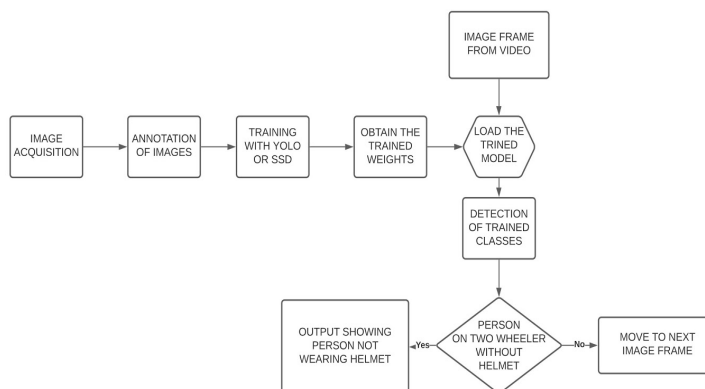 IMAGE FRAME
FROM VIDEO
IMAGE
ACQUISITION
ANNOTATION
OF IMAGES
TRAINING
WITH YOLO
OR SSD
OBTAIN THE
TRAINED
WEIGHTS
LOAD THE
TRINED
MODEL
DETECTION
OF TRAINED
CLASSES
OUTPUT SHOWING
PERSON NOT
WEARING HELMET
Yes
PERSON
ON TWO WHEELER
WITHOUT
HELMET
No
MOVE TO NEXT
IMAGE FRAME